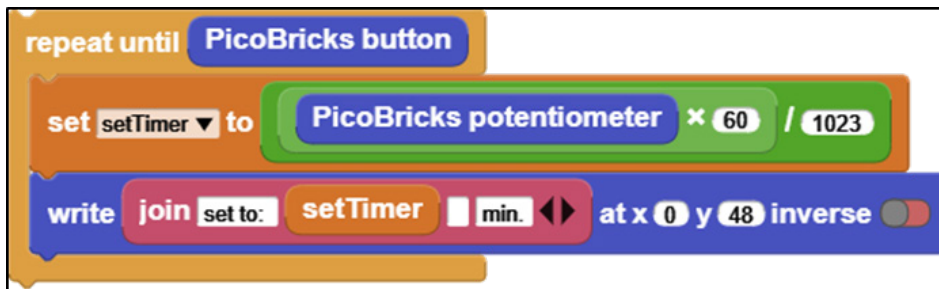 repeat until PicoBricks button
set setTimer ▼ to PicoBricks potentiometer × 60 / 1023
write join set to: setTimer min. ◀▶ at x 0 y 48 inverse